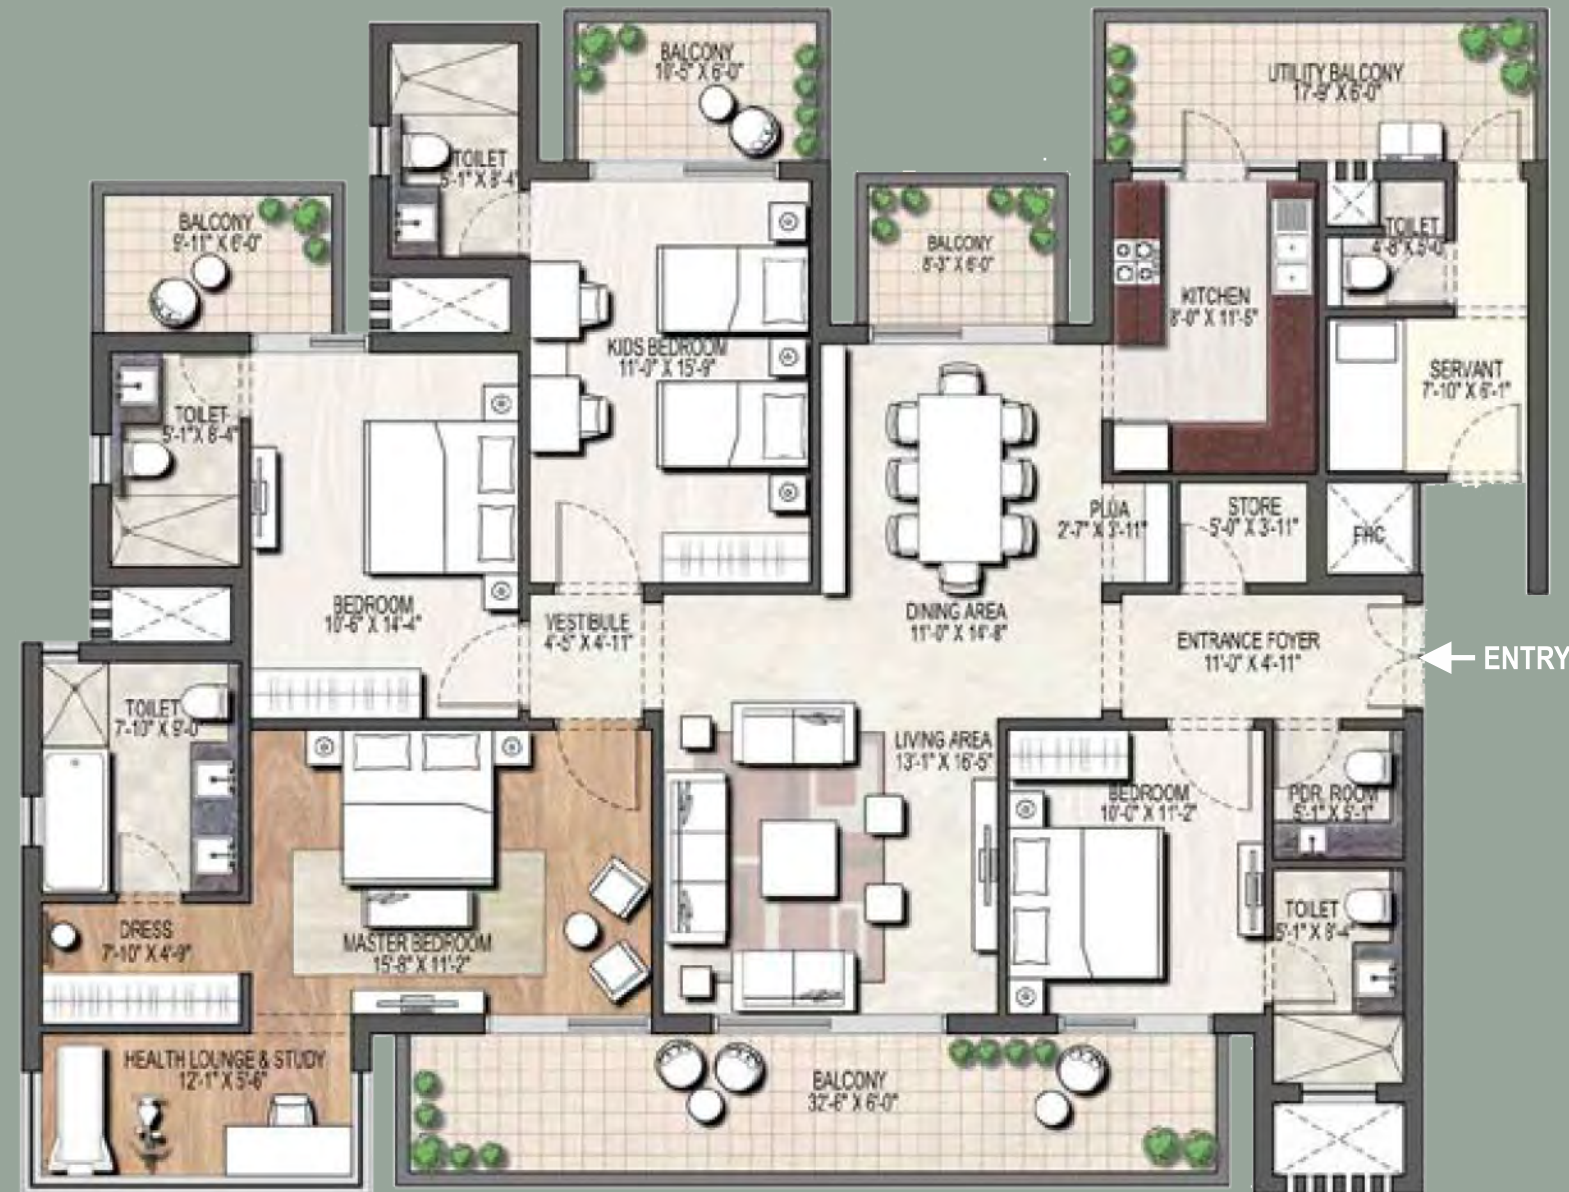 BALCONY
10'-5" X 6'-0"
UTILITY BALCONY
17'-9" X 6'-0"
TOILET
5'-1" X 8'-4"
BALCONY
9'-11" X 6'-0"
BALCONY
8'-3" X 6'-0"
TOILET
4'-8" X 5'-0"
KITCHEN
8'-0" X 11'-5"
KIDS BEDROOM
11'-0" X 15'-9"
SERVANT
7'-10" X 6'-1"
TOILET
5'-1" X 8'-4"
PUJA
2'-7" X 3'-11"
STORE
5'-0" X 3'-11"
FHC
BEDROOM
10'-6" X 14'-4"
VESTIBULE
4'-5" X 4'-11"
DINING AREA
11'-0" X 14'-8"
ENTRANCE FOYER
11'-0" X 4'-11"
ENTRY
TOILET
7'-10" X 9'-0"
LIVING AREA
13'-1" X 16'-5"
BEDROOM
10'-0" X 11'-2"
PDR. ROOM
5'-1" X 5'-1"
TOILET
5'-1" X 8'-4"
DRESS
7'-10" X 4'-9"
MASTER BEDROOM
15'-8" X 11'-2"
HEALTH LOUNGE & STUDY
12'-1" X 5'-6"
BALCONY
32'-6" X 6'-0"